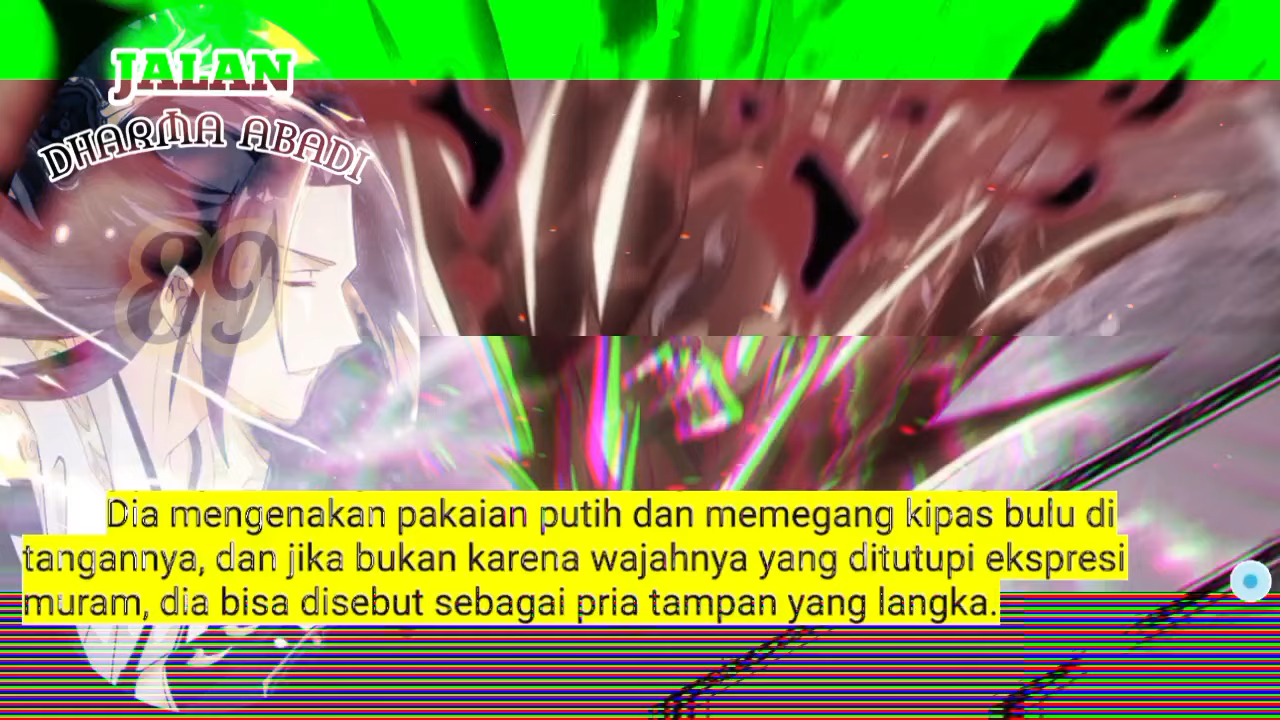 JALAN
DHARMA ABADI
89
Dia mengenakan pakaian putih dan memegang kipas bulu di
tangannya, dan jika bukan karena wajahnya yang ditutupi ekspresi
muram, dia bisa disebut sebagai pria tampan yang langka.